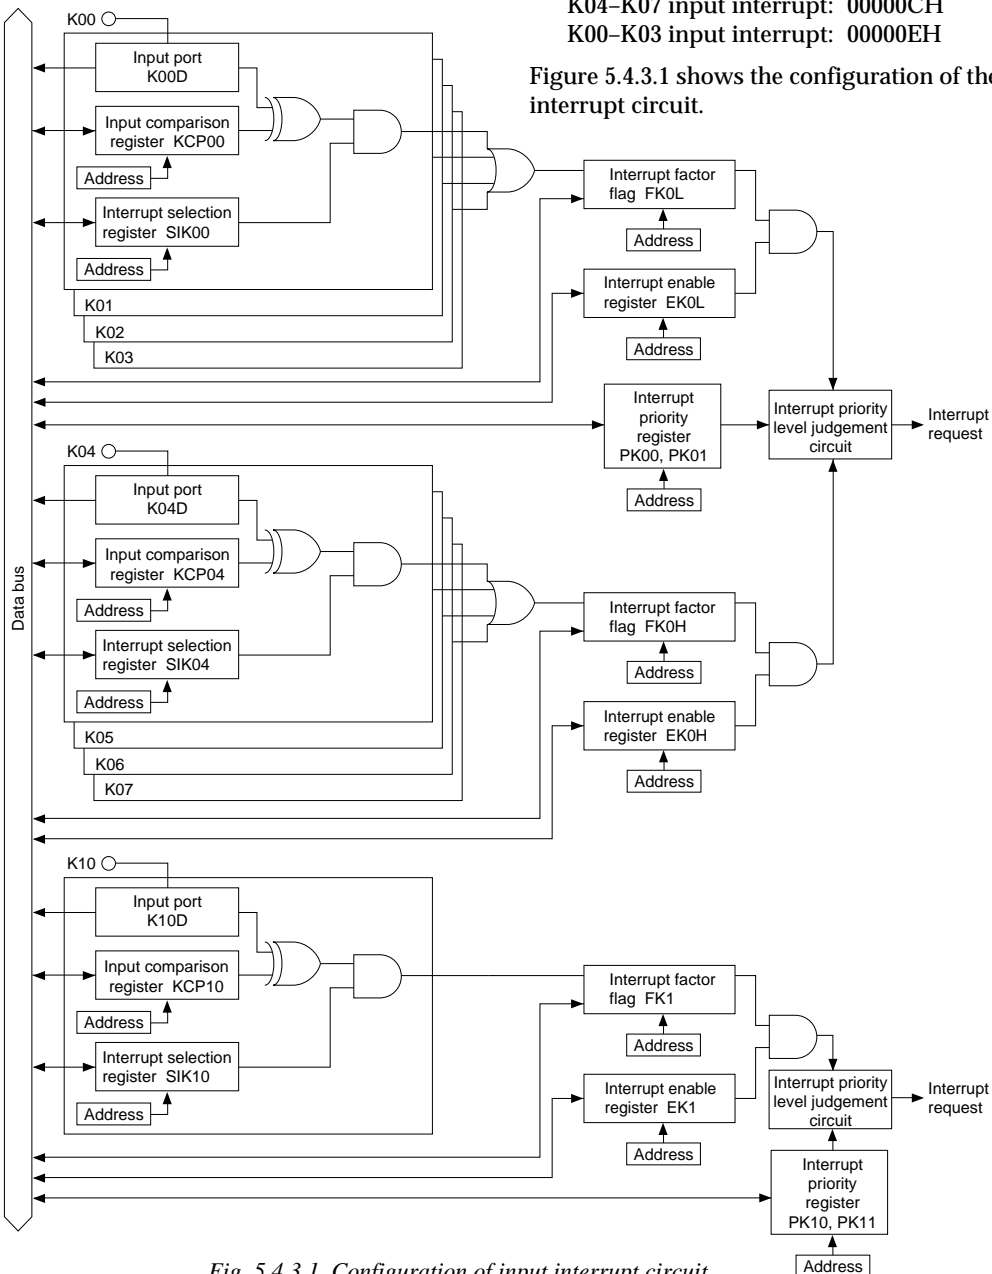 K04–K07 input interrupt: 00000CH
K00–K03 input interrupt: 00000EH
Figure 5.4.3.1 shows the configuration of the
interrupt circuit.
Data bus
K00
Input port
K00D
Input comparison
register KCP00
Address
Interrupt selection
register SIK00
Address
K01
K02
K03
Interrupt factor
flag FK0L
Address
Interrupt enable
register EK0L
Address
Interrupt
priority
register
PK00, PK01
Address
Interrupt priority
level judgement
circuit
Interrupt
request
K04
Input port
K04D
Input comparison
register KCP04
Address
Interrupt selection
register SIK04
Address
K05
K06
K07
Interrupt factor
flag FK0H
Address
Interrupt enable
register EK0H
Address
K10
Input port
K10D
Input comparison
register KCP10
Address
Interrupt selection
register SIK10
Address
Interrupt factor
flag FK1
Address
Interrupt enable
register EK1
Address
Interrupt priority
level judgement
circuit
Interrupt
request
Interrupt
priority
register
PK10, PK11
Address
Fig. 5.4.3.1 Configuration of input interrupt circuit